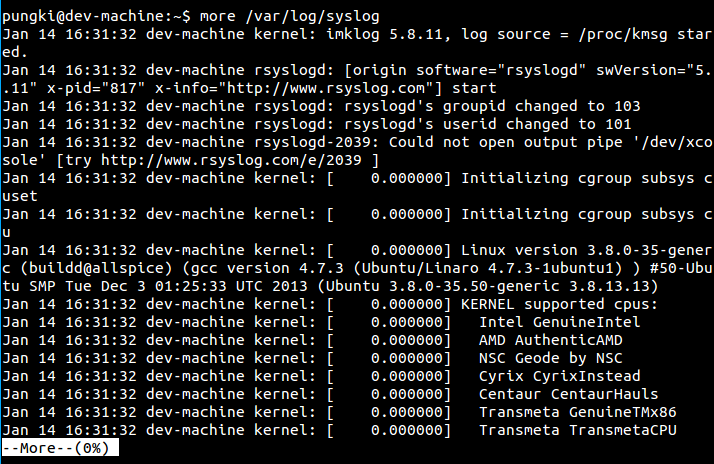 pungki@dev-machine:~$ more /var/log/syslog
Jan 14 16:31:32 dev-machine kernel: imklog 5.8.11, log source = /proc/kmsg star
ed.
Jan 14 16:31:32 dev-machine rsyslogd: [origin software="rsyslogd" swVersion="5.
.11" x-pid="817" x-info="http://www.rsyslog.com"] start
Jan 14 16:31:32 dev-machine rsyslogd: rsyslogd's groupid changed to 103
Jan 14 16:31:32 dev-machine rsyslogd: rsyslogd's userid changed to 101
Jan 14 16:31:32 dev-machine rsyslogd-2039: Could not open output pipe '/dev/xco
sole' [try http://www.rsyslog.com/e/2039 ]
Jan 14 16:31:32 dev-machine kernel: [    0.000000] Initializing cgroup subsys c
uset
Jan 14 16:31:32 dev-machine kernel: [    0.000000] Initializing cgroup subsys c
u
Jan 14 16:31:32 dev-machine kernel: [    0.000000] Linux version 3.8.0-35-gener
c (buildd@allspice) (gcc version 4.7.3 (Ubuntu/Linaro 4.7.3-1ubuntu1) ) #50-Ubu
tu SMP Tue Dec 3 01:25:33 UTC 2013 (Ubuntu 3.8.0-35.50-generic 3.8.13.13)
Jan 14 16:31:32 dev-machine kernel: [    0.000000] KERNEL supported cpus:
Jan 14 16:31:32 dev-machine kernel: [    0.000000]   Intel GenuineIntel
Jan 14 16:31:32 dev-machine kernel: [    0.000000]   AMD AuthenticAMD
Jan 14 16:31:32 dev-machine kernel: [    0.000000]   NSC Geode by NSC
Jan 14 16:31:32 dev-machine kernel: [    0.000000]   Cyrix CyrixInstead
Jan 14 16:31:32 dev-machine kernel: [    0.000000]   Centaur CentaurHauls
Jan 14 16:31:32 dev-machine kernel: [    0.000000]   Transmeta GenuineTMx86
Jan 14 16:31:32 dev-machine kernel: [    0.000000]   Transmeta TransmetaCPU
--More--(0%)